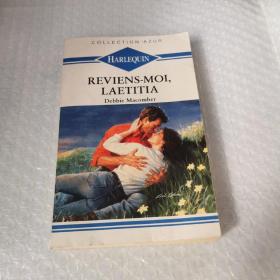 COLLECTION AZUR
HARLEQUIN
REVIENS-MOI,
LAETITIA
Debbie Macomber